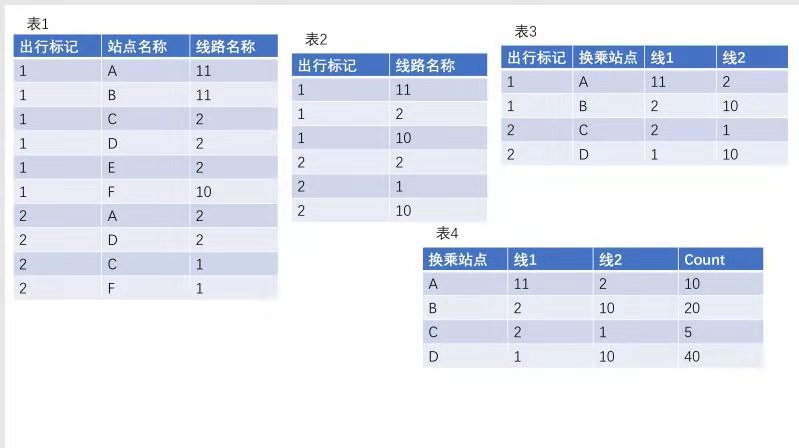 表1
出行标记 站点名称 线路名称
1 A 11
1 B 11
1 C 2
1 D 2
1 E 2
1 F 10
2 A 2
2 D 2
2 C 1
2 F 1
表2
出行标记 线路名称
1 11
1 2
1 10
2 2
2 1
2 10
表3
出行标记 换乘站点 线1 线2
1 A 11 2
1 B 2 10
2 C 2 1
2 D 1 10
表4
换乘站点 线1 线2 Count
A 11 2 10
B 2 10 20
C 2 1 5
D 1 10 40